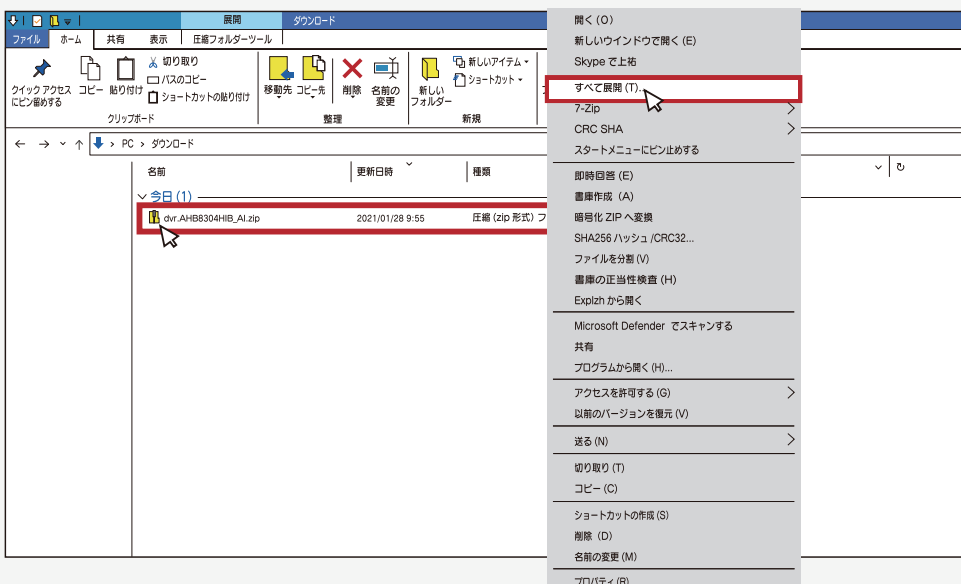 展開
ダウンロード
ファイル
ホーム
共有
表示
圧縮フォルダーツール
クイック アクセス
にピン留めする
コピー
貼り付け
切り取り
パスのコピー
ショートカットの貼り付け
クリップボード
移動先
コピー先
削除
名前の
変更
整理
新しい
フォルダー
新しいアイテム
ショートカット
新規
PC > ダウンロード
名前
更新日時
種類
今日 (1)
dvr.AHB8304HIB_AI.zip
2021/01/28 9:55
圧縮 (zip 形式) フ
開く(O)
新しいウインドウで開く(E)
Skype で上祐
すべて展開 (T)...
7-Zip
CRC SHA
スタートメニューにピン止めする
即時回答 (E)
書庫作成 (A)
暗号化 ZIP へ変換
SHA256 ハッシュ /CRC32...
ファイルを分割 (V)
書庫の正当性検査 (H)
Explzh から開く
Microsoft Defender でスキャンする
共有
プログラムから開く(H)...
アクセスを許可する (G)
以前のバージョンを復元 (V)
送る (N)
切り取り (T)
コピー (C)
ショートカットの作成 (S)
削除 (D)
名前の変更 (M)
プロパティ (R)